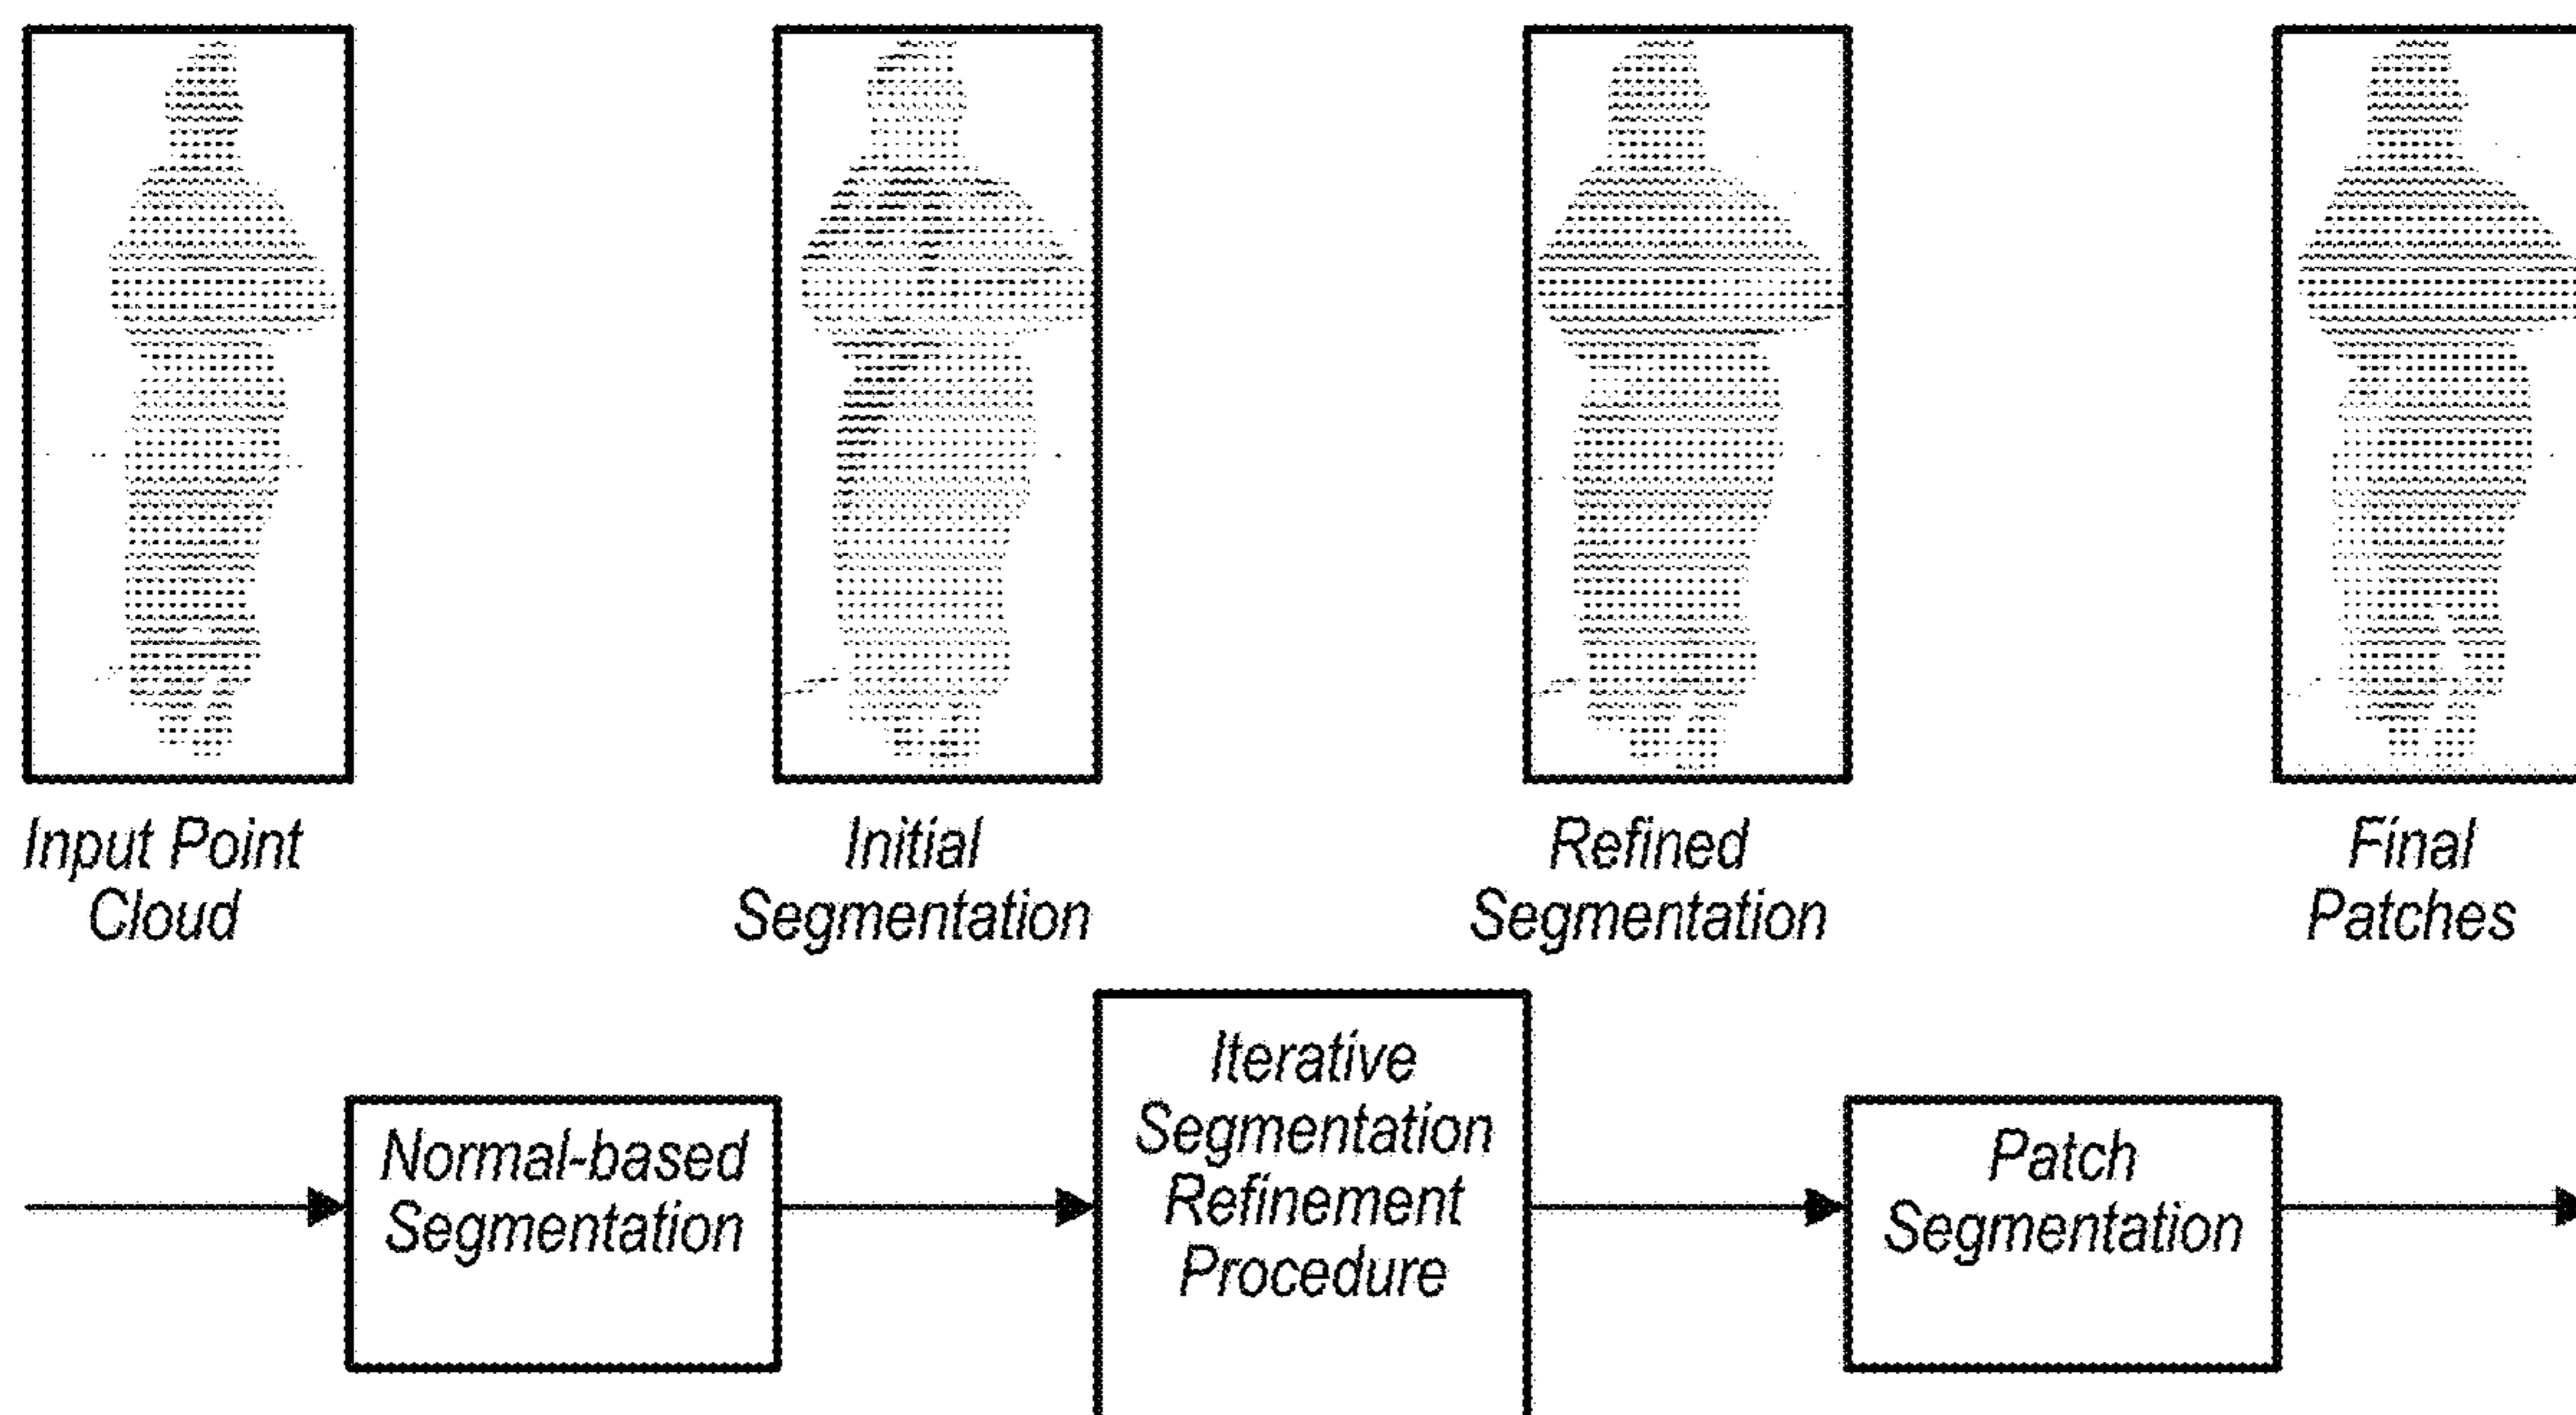 Input Point
Cloud
Initial
Segmentation
Refined
Segmentation
Final
Patches
Normal-based
Segmentation
Iterative
Segmentation
Refinement
Procedure
Patch
Segmentation